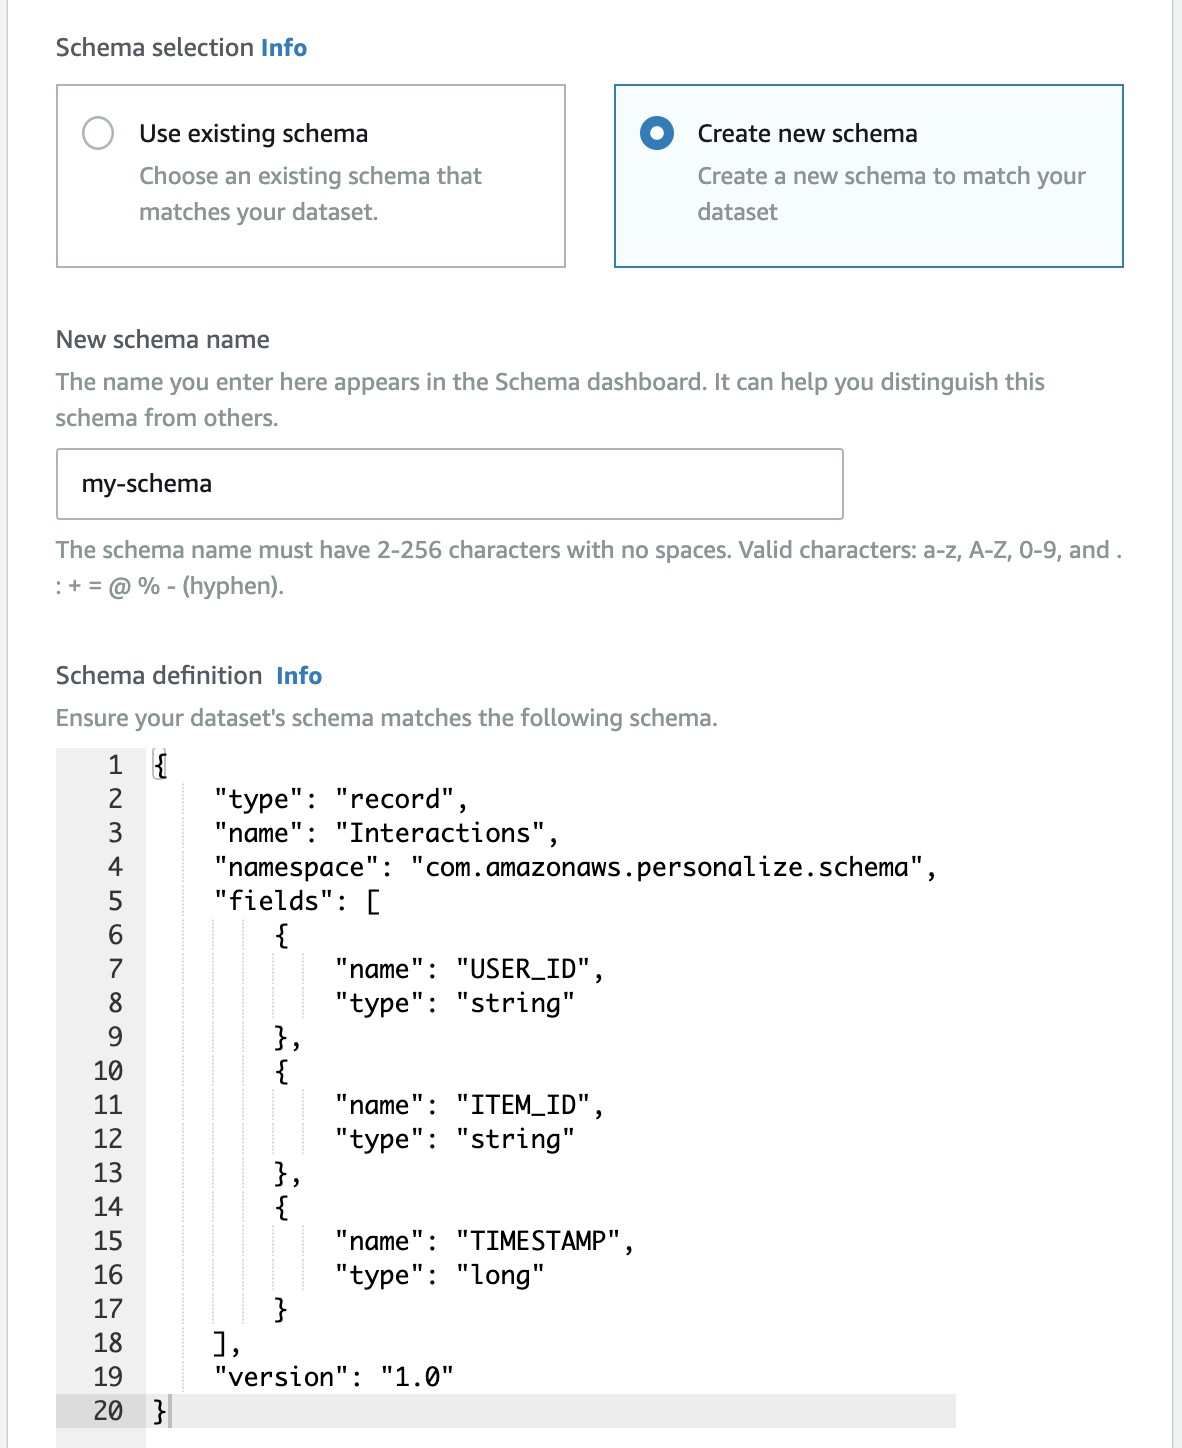 Schema selection Info
Use existing schema
Choose an existing schema that
matches your dataset.
Create new schema
Create a new schema to match your
dataset
New schema name
The name you enter here appears in the Schema dashboard. It can help you distinguish this
schema from others.
my-schema
The schema name must have 2-256 characters with no spaces. Valid characters: a-z, A-Z, 0-9, and .
: + = @ % - (hyphen).
Schema definition Info
Ensure your dataset's schema matches the following schema.
1 {
2     "type": "record",
3     "name": "Interactions",
4     "namespace": "com.amazonaws.personalize.schema",
5     "fields": [
6         {
7             "name": "USER_ID",
8             "type": "string"
9         },
10         {
11             "name": "ITEM_ID",
12             "type": "string"
13         },
14         {
15             "name": "TIMESTAMP",
16             "type": "long"
17         }
18     ],
19     "version": "1.0"
20 }